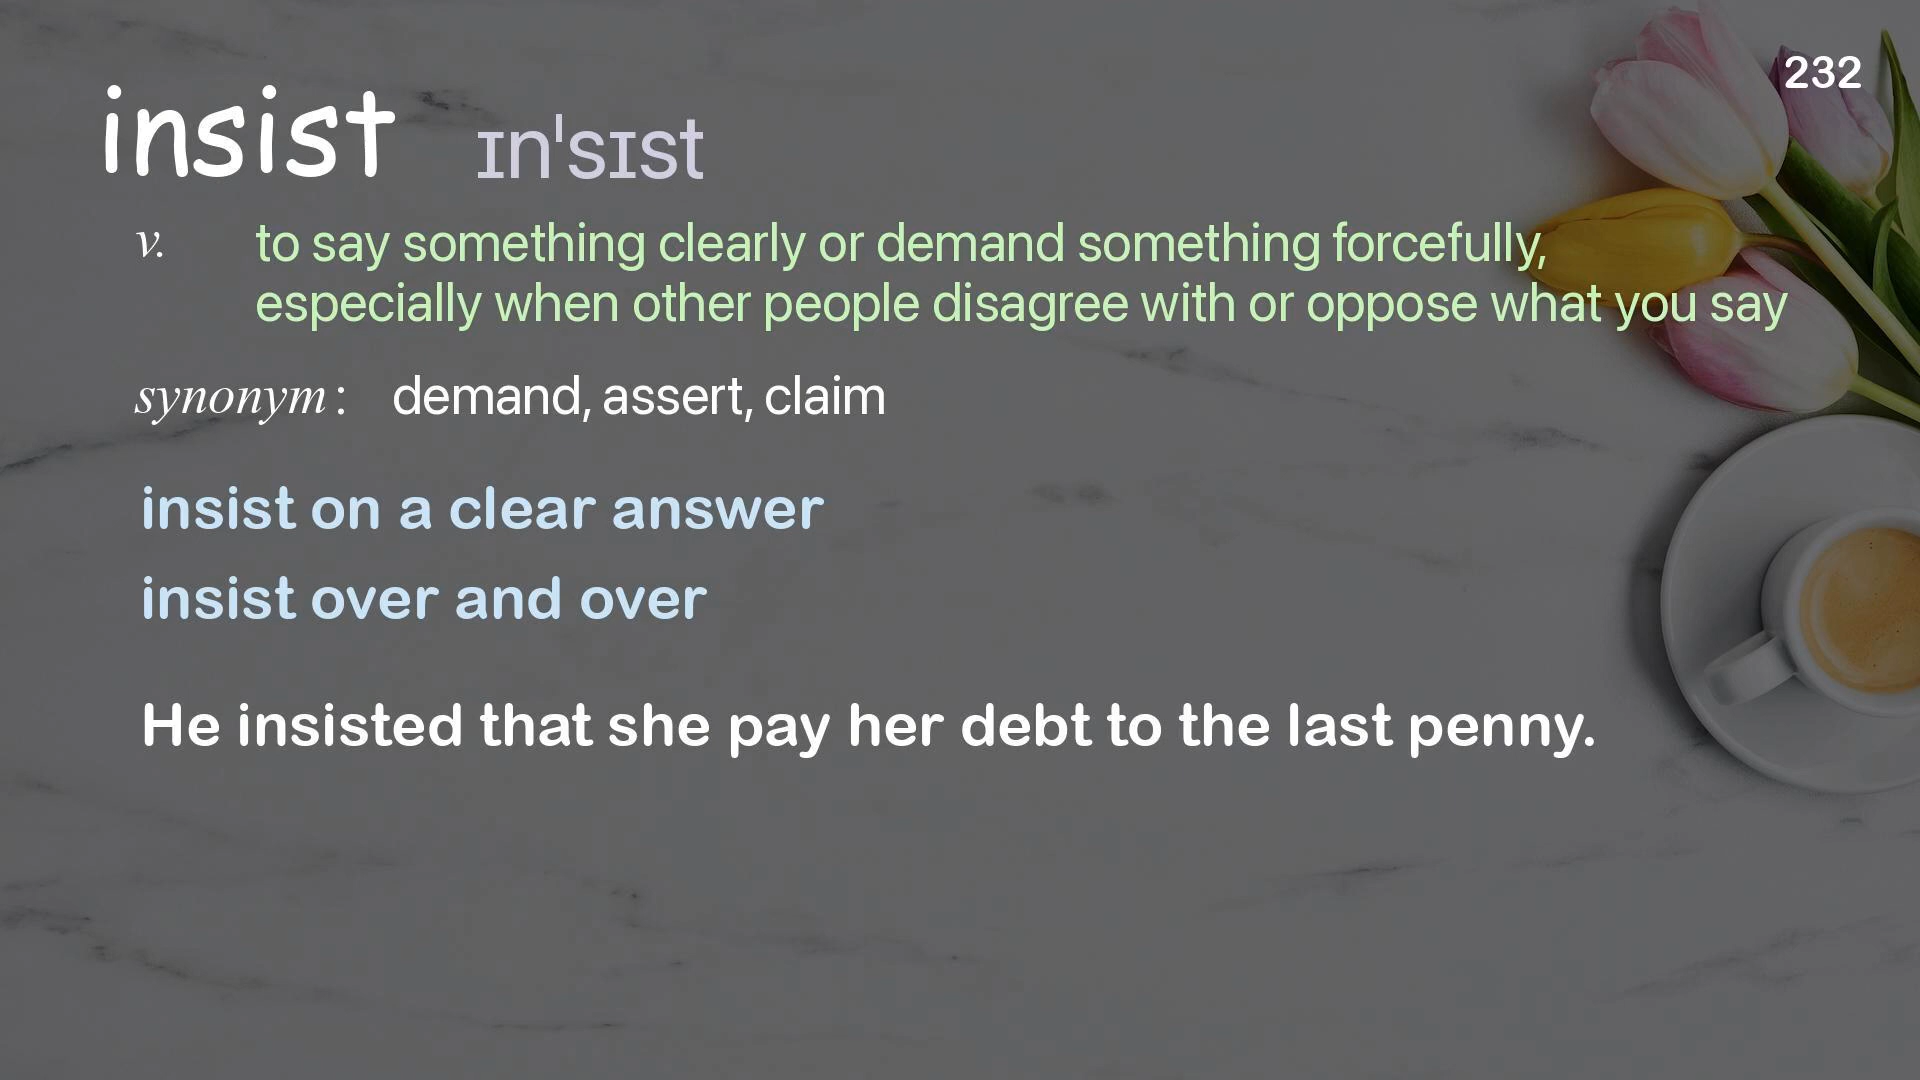 232
insist ɪnˈsɪst
v. to say something clearly or demand something forcefully,
especially when other people disagree with or oppose what you say
synonym: demand, assert, claim
insist on a clear answer
insist over and over
He insisted that she pay her debt to the last penny.